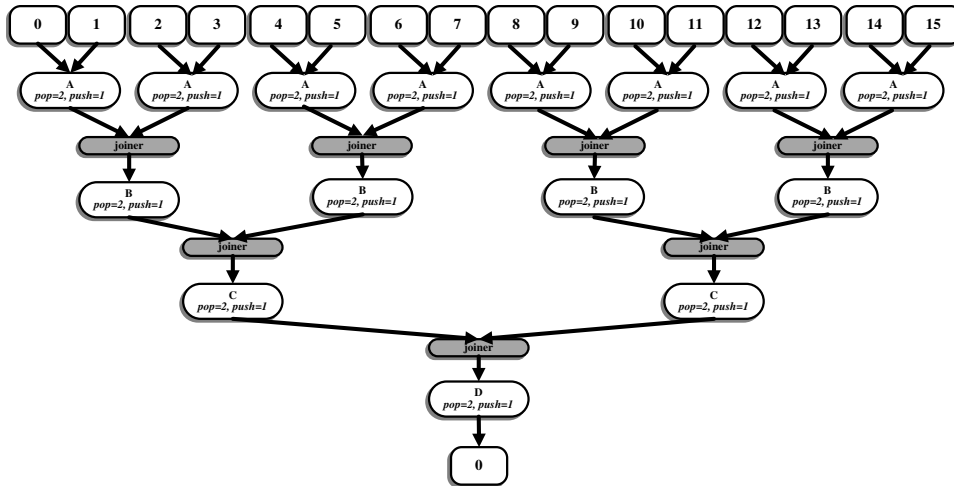 0 1 2 3 4 5 6 7 8 9 10 11 12 13 14 15
A A A A A A A A
pop=2, push=1 pop=2, push=1 pop=2, push=1 pop=2, push=1 pop=2, push=1 pop=2, push=1 pop=2, push=1 pop=2, push=1
joiner joiner joiner joiner
B B B B
pop=2, push=1 pop=2, push=1 pop=2, push=1 pop=2, push=1
joiner joiner
C C
pop=2, push=1 pop=2, push=1
joiner
D
pop=2, push=1
0